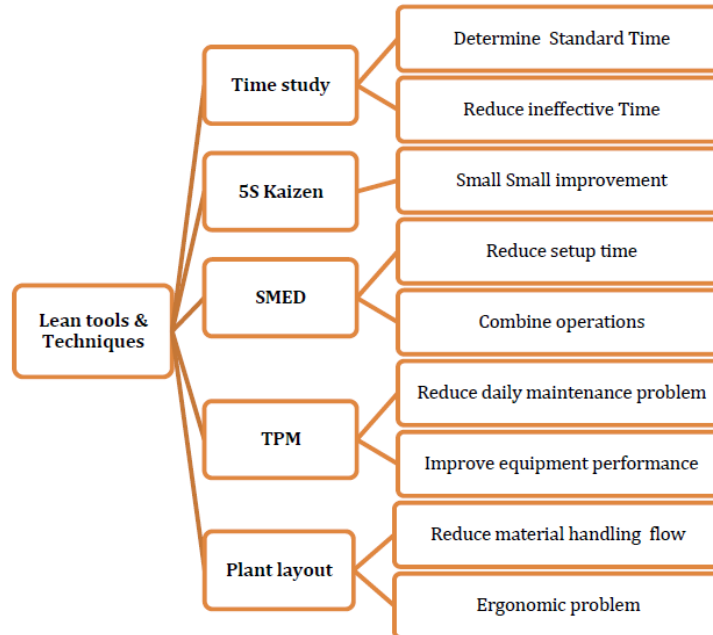 Lean tools &
Techniques
Time study
Determine Standard Time
Reduce ineffective Time
5S Kaizen
Small Small improvement
SMED
Reduce setup time
Combine operations
TPM
Reduce daily maintenance problem
Improve equipment performance
Plant layout
Reduce material handling flow
Ergonomic problem